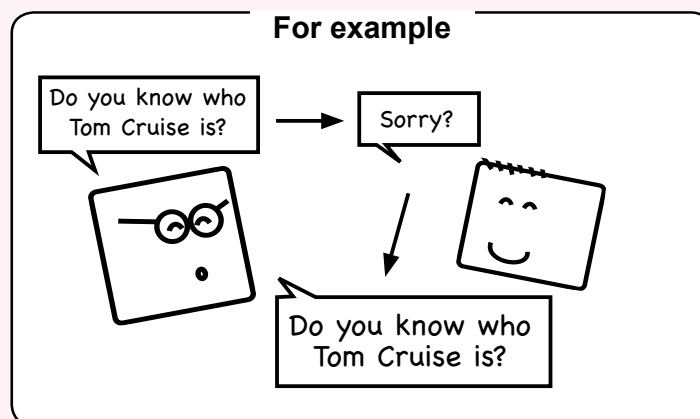 For example
Do you know who
Tom Cruise is?
Sorry?
Do you know who
Tom Cruise is?